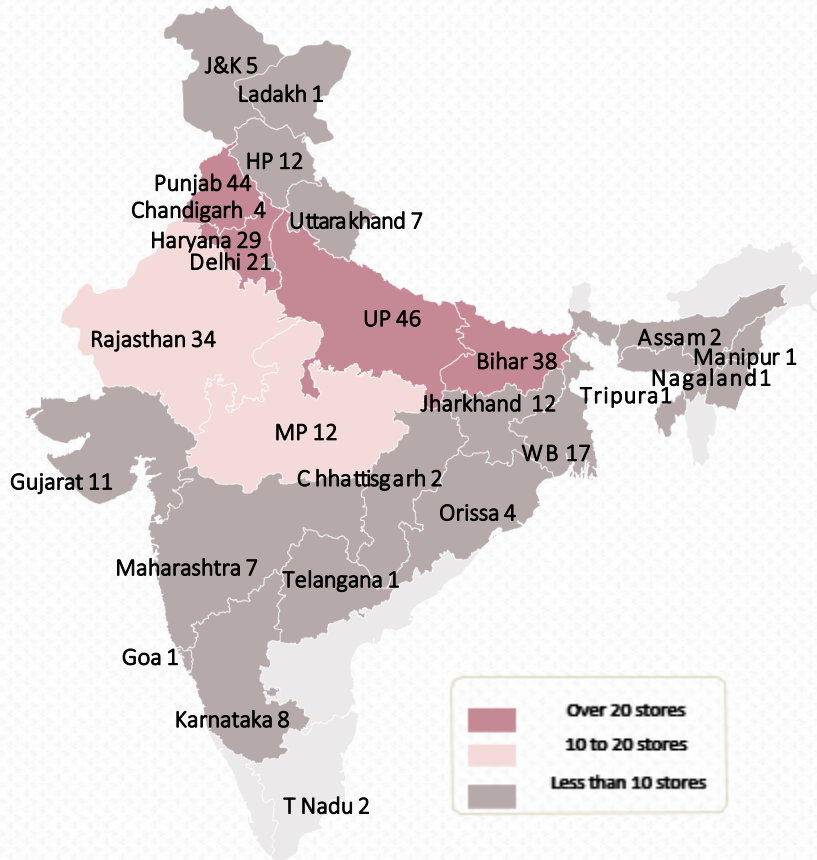 J&K 5
Ladakh 1
HP 12
Punjab 44
Chandigarh 4
Uttarakhand 7
Haryana 29
Delhi 21
UP 46
Rajasthan 34
Bihar 38
Assam 2
Manipur 1
Nagaland1
Tripura1
Jharkhand 12
MP 12
WB 17
Chhattisgarh 2
Gujarat 11
Orissa 4
Maharashtra 7
Telangana 1
Goa 1
Karnataka 8
T Nadu 2
Over 20 stores
10 to 20 stores
Less than 10 stores